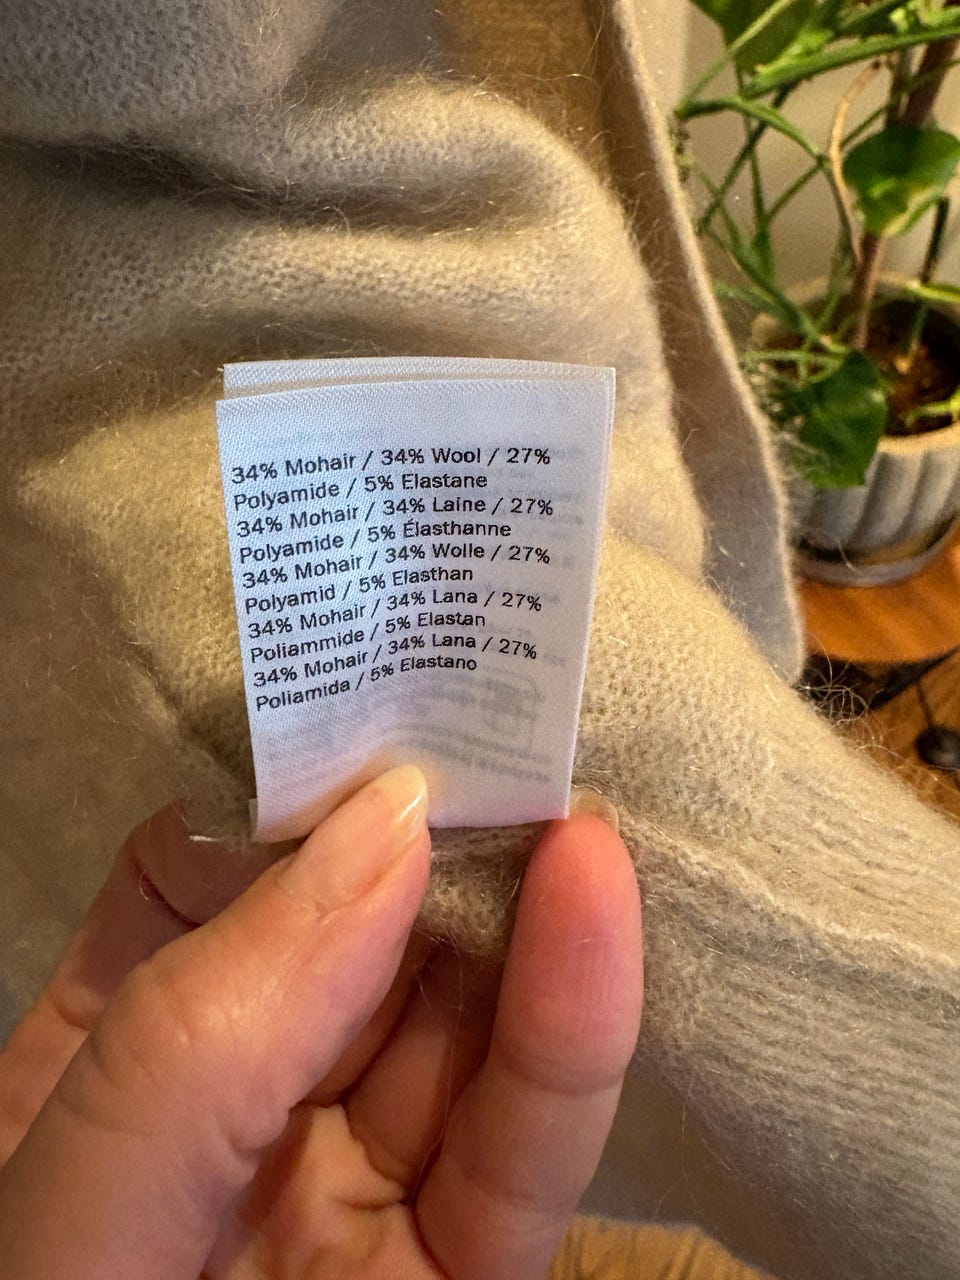 34% Mohair / 34% Wool / 27%
Polyamide / 5% Elastane
34% Mohair / 34% Laine / 27%
Polyamide / 5% Élasthanne
34% Mohair / 34% Wolle / 27%
Polyamid / 5% Elasthan
34% Mohair / 34% Lana / 27%
Poliammide / 5% Elastan
34% Mohair / 34% Lana / 27%
Poliamida / 5% Elastano